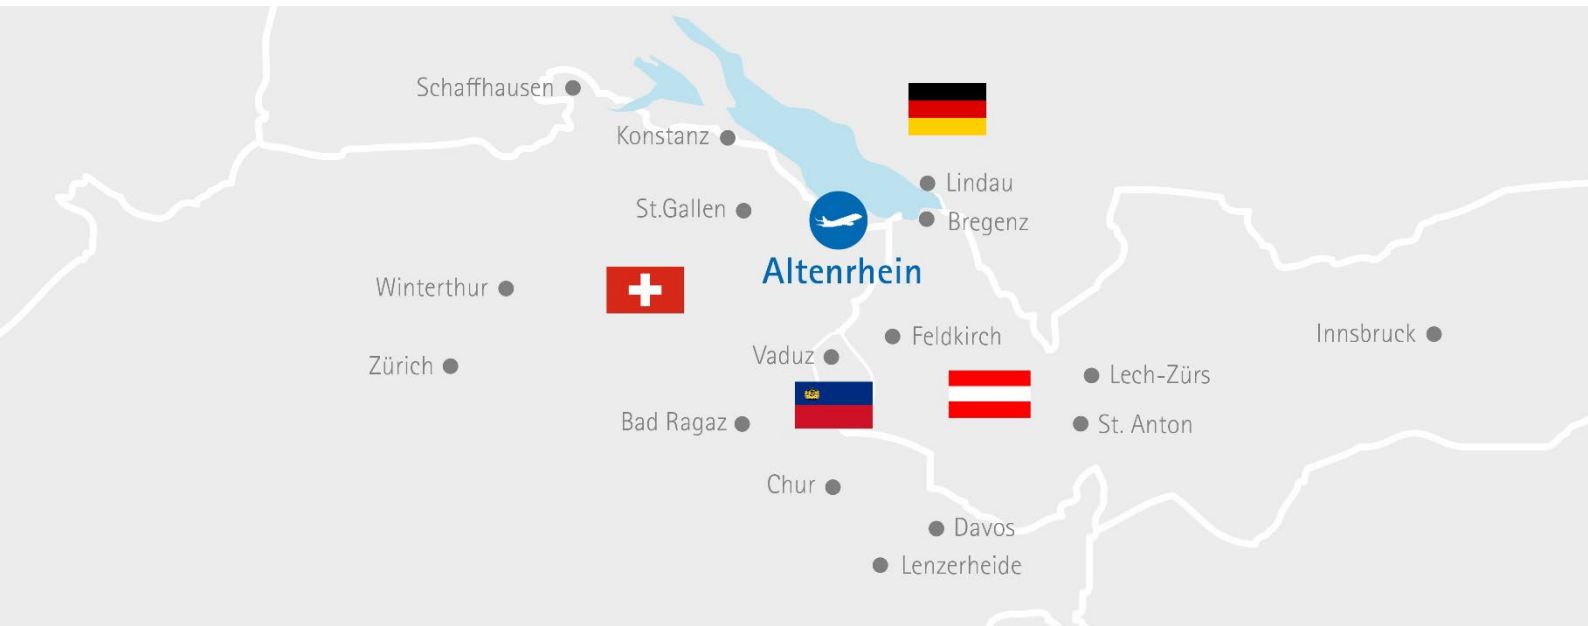 Schaffhausen
Konstanz
Lindau
St.Gallen
Bregenz
Altenrhein
Winterthur
Feldkirch
Innsbruck
Vaduz
Zürich
Lech-Zürs
Bad Ragaz
St. Anton
Chur
Davos
Lenzerheide